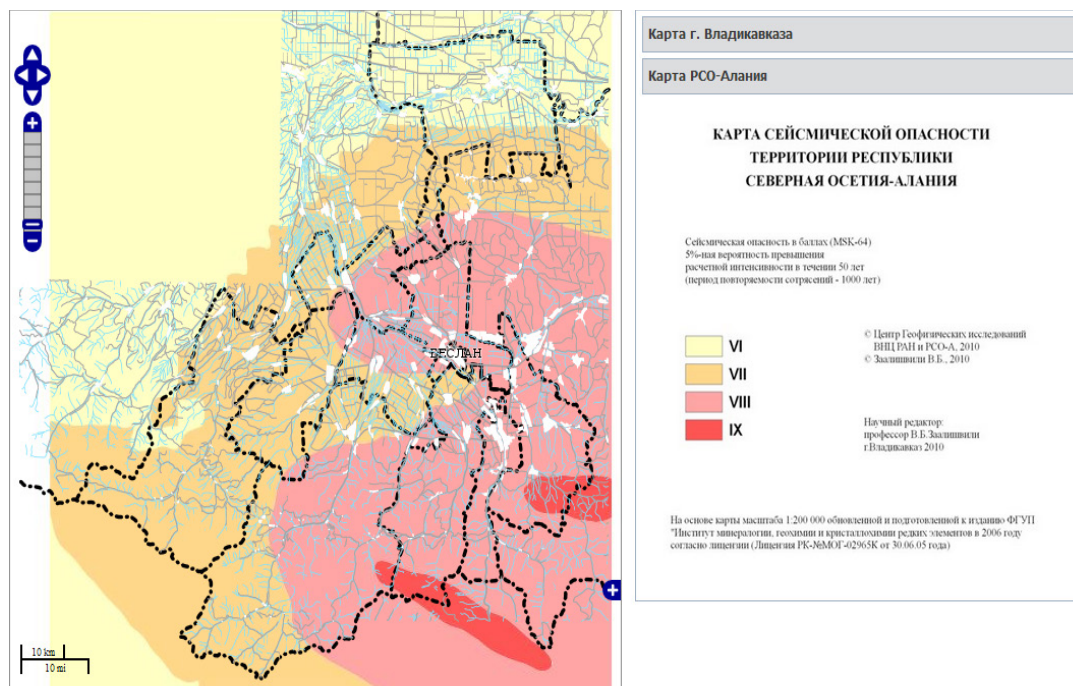 Карта г. Владикавказа
Карта РСО-Алания
КАРТА СЕЙСМИЧЕСКОЙ ОПАСНОСТИ
ТЕРРИТОРИИ РЕСПУБЛИКИ
СЕВЕРНАЯ ОСЕТИЯ-АЛАНИЯ
Сейсмическая опасность в баллах (MSK-64)
5%-ная вероятность превышения
расчетной интенсивности в течении 50 лет
(период повторяемости сотрясений - 1000 лет)
VI
VII
VIII
IX
© Центр Геофизических исследований
ВНЦ РАН и РСО-А, 2010
© Заалишвили В.Б., 2010
Научный редактор:
профессор В.Б.Заалишвили
г.Владикавказ 2010
На основе карты масштаба 1:200 000 обновленной и подготовленной к изданию ФГУП
"Институт минералогии, геохимии и кристаллохимии редких элементов в 2006 году
согласно лицензии (Лицензия РК-№МОГ-02965К от 30.06.05 года)
БЕСЛАН
10 km
10 mi